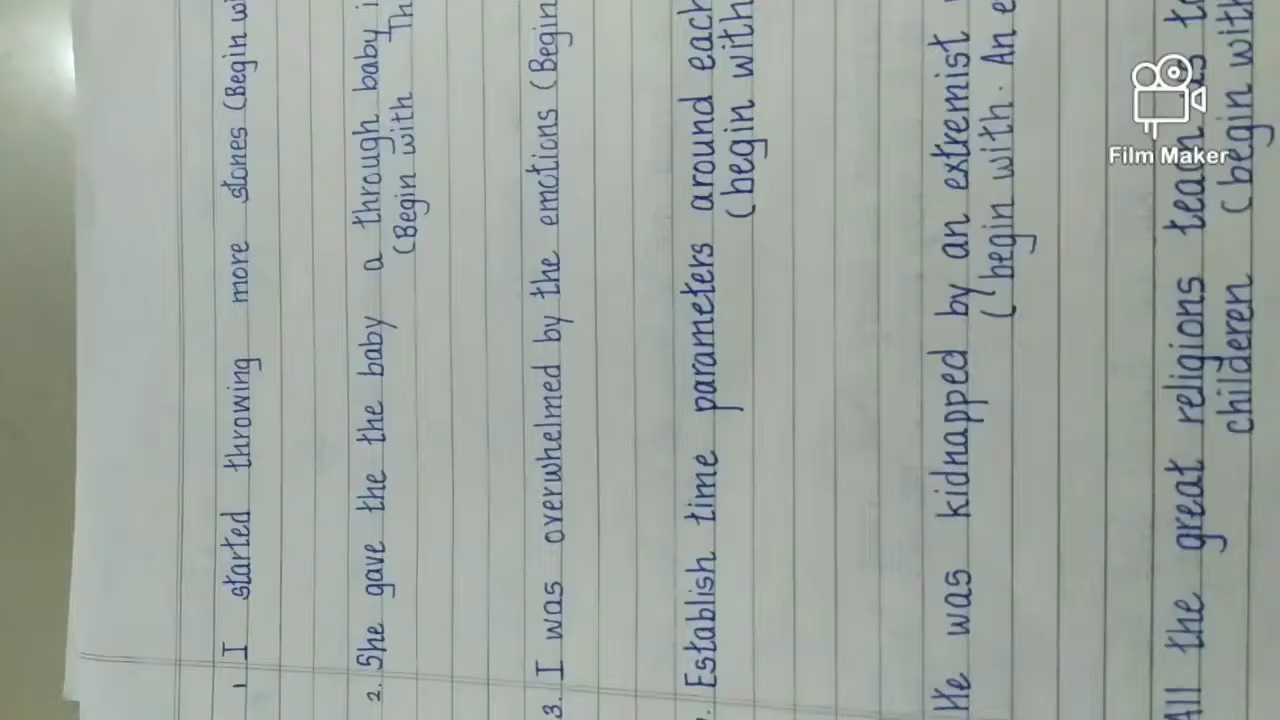 1 I started throwing more stones (Begin
2. She gave the the baby a through baby
(Begin with
3. I was overwhelmed by the emotions (Begin
Establish time parameters around each
(begin with
He was kidnapped by an extremist
(begin with. An
All the great religions teach us
childeren (begin with
Film Maker